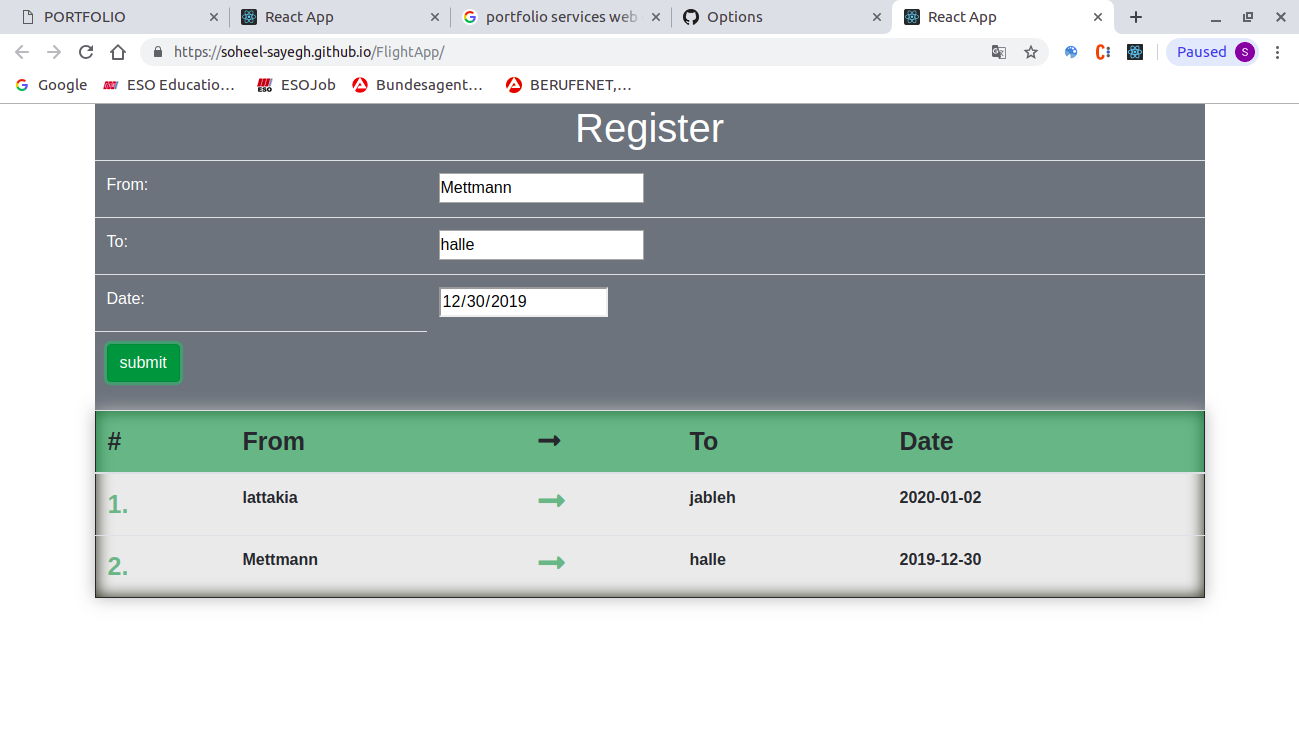 PORTFOLIO React App portfolio services web Options React App
https://soheel-sayegh.github.io/FlightApp/ Paused S
Google ESO Educatio… ESOJob Bundesagent… BERUFENET,…
Register
From: Mettmann
To: halle
Date: 12/30/2019
submit
# From → To Date
1. lattakia → jableh 2020-01-02
2. Mettmann → halle 2019-12-30